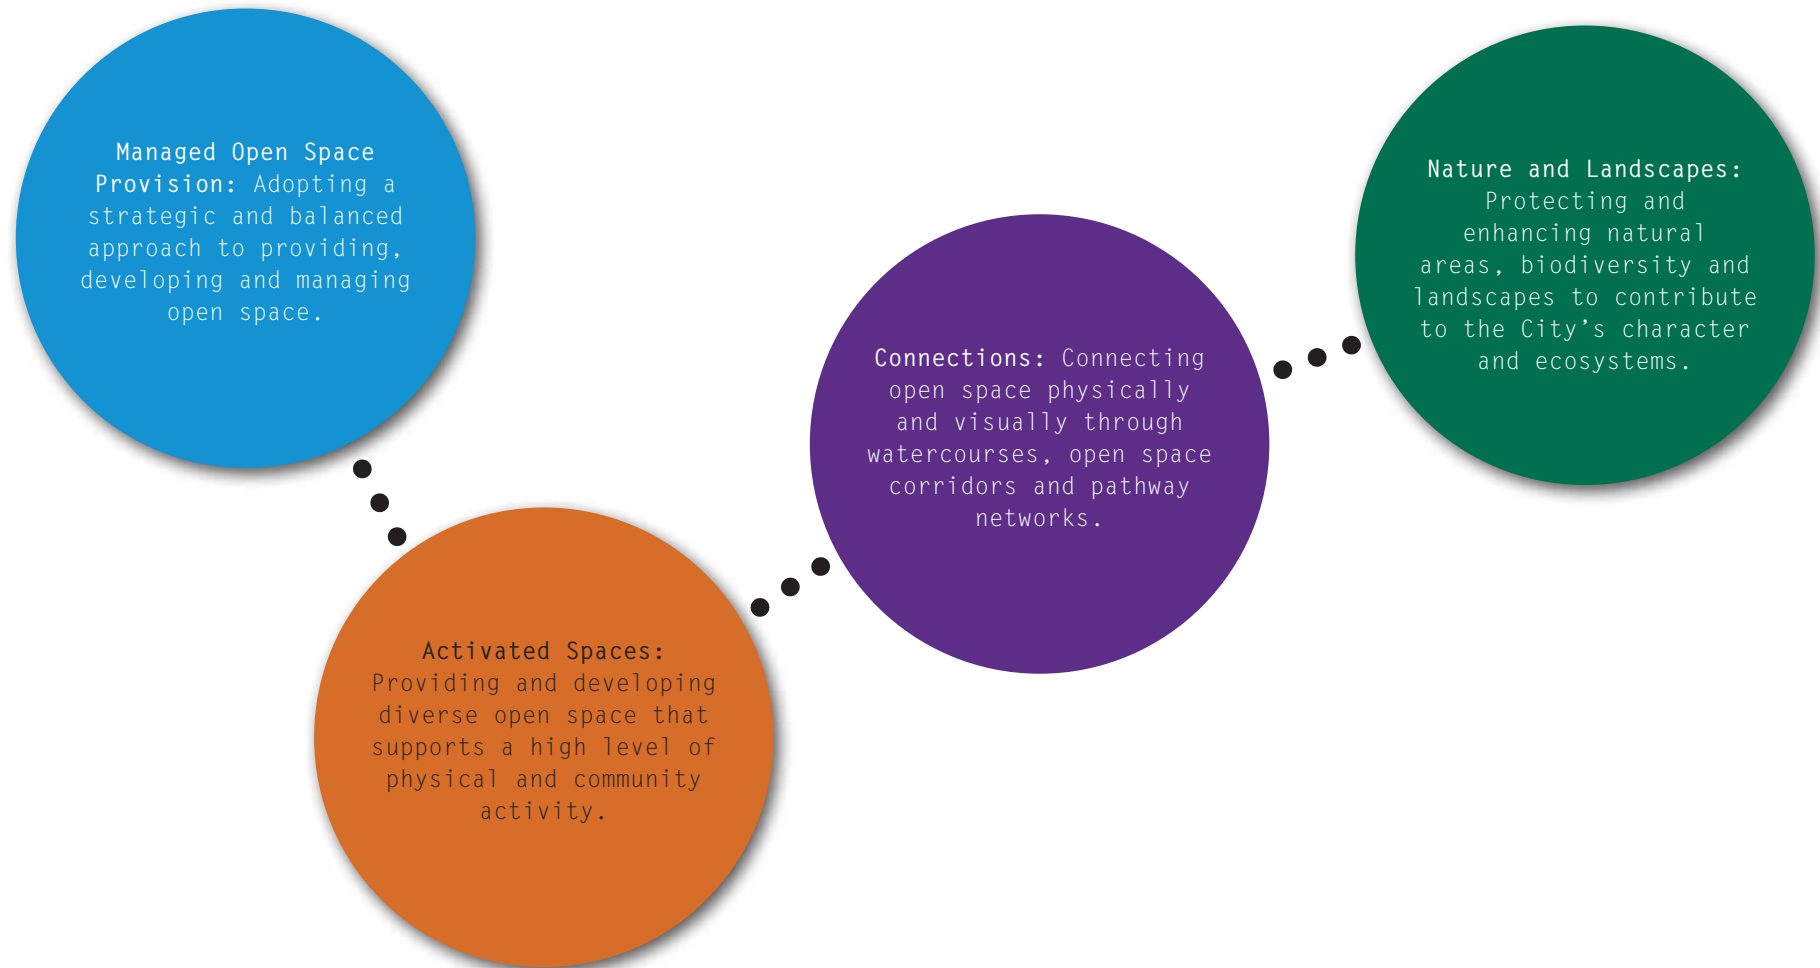 Managed Open Space
Provision: Adopting a
strategic and balanced
approach to providing,
developing and managing
open space.
Activated Spaces:
Providing and developing
diverse open space that
supports a high level of
physical and community
activity.
Connections: Connecting
open space physically
and visually through
watercourses, open space
corridors and pathway
networks.
Nature and Landscapes:
Protecting and
enhancing natural
areas, biodiversity and
landscapes to contribute
to the City’s character
and ecosystems.